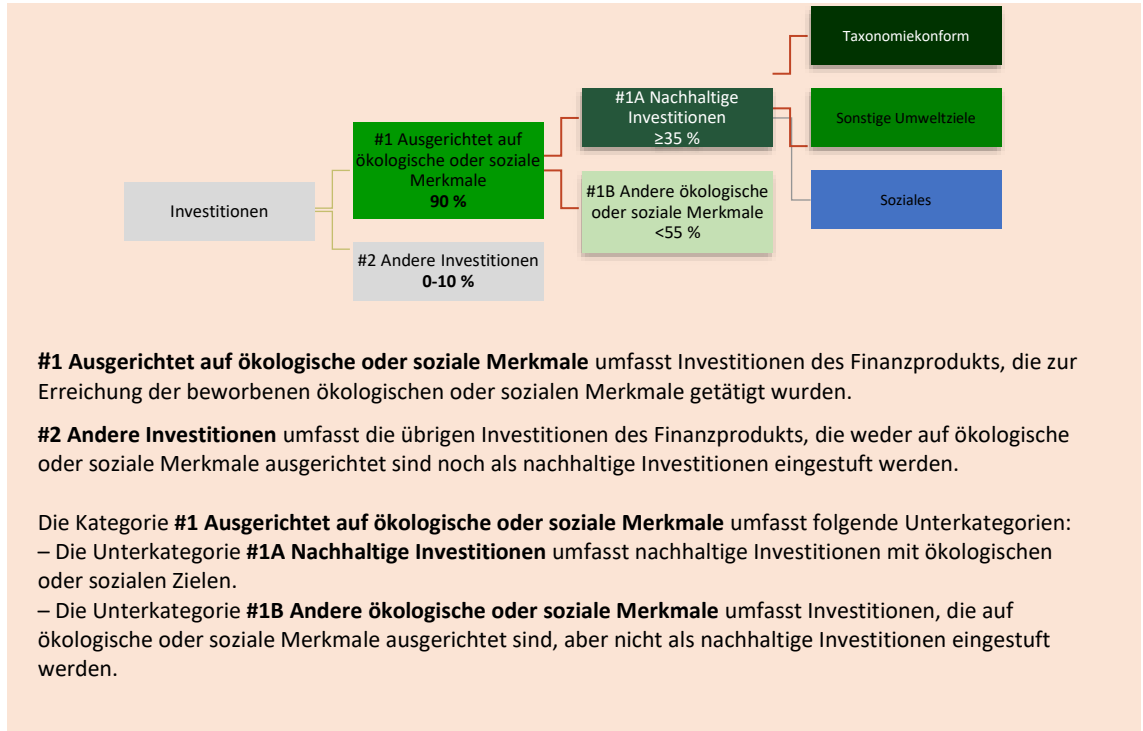 Taxonomiekonform
#1A Nachhaltige
Investitionen
≥35 %
Sonstige Umweltziele
#1 Ausgerichtet auf
ökologische oder soziale
Merkmale
90 %
#1B Andere ökologische
oder soziale Merkmale
<55 %
Soziales
Investitionen
#2 Andere Investitionen
0-10 %
#1 Ausgerichtet auf ökologische oder soziale Merkmale umfasst Investitionen des Finanzprodukts, die zur
Erreichung der beworbenen ökologischen oder sozialen Merkmale getätigt wurden.
#2 Andere Investitionen umfasst die übrigen Investitionen des Finanzprodukts, die weder auf ökologische
oder soziale Merkmale ausgerichtet sind noch als nachhaltige Investitionen eingestuft werden.
Die Kategorie #1 Ausgerichtet auf ökologische oder soziale Merkmale umfasst folgende Unterkategorien:
– Die Unterkategorie #1A Nachhaltige Investitionen umfasst nachhaltige Investitionen mit ökologischen
oder sozialen Zielen.
– Die Unterkategorie #1B Andere ökologische oder soziale Merkmale umfasst Investitionen, die auf
ökologische oder soziale Merkmale ausgerichtet sind, aber nicht als nachhaltige Investitionen eingestuft
werden.